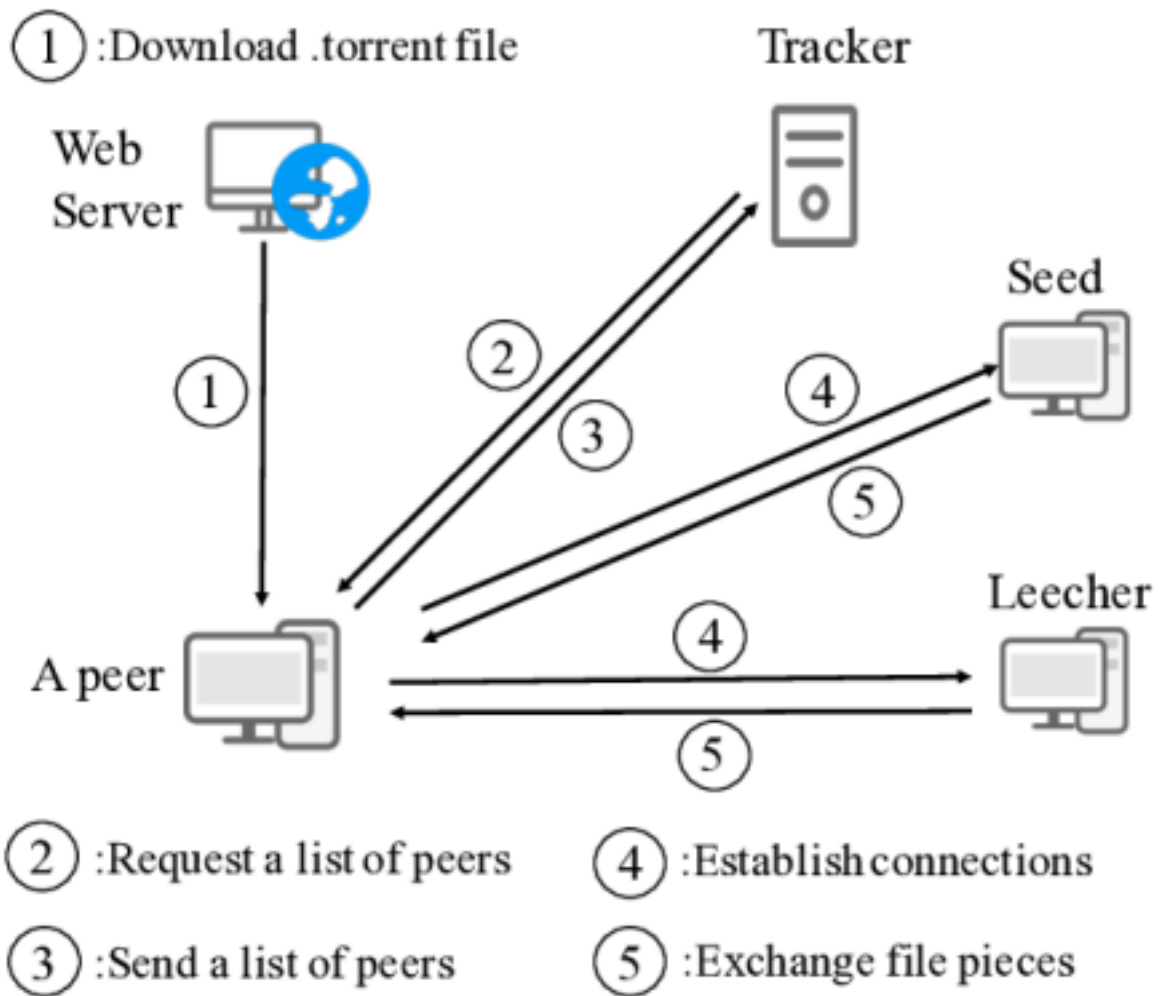 1 :Download .torrent file
Tracker
Web
Server
Seed
1
2
3
4
5
Leecher
A peer
4
5
2 :Request a list of peers
4 :Establish connections
3 :Send a list of peers
5 :Exchange file pieces